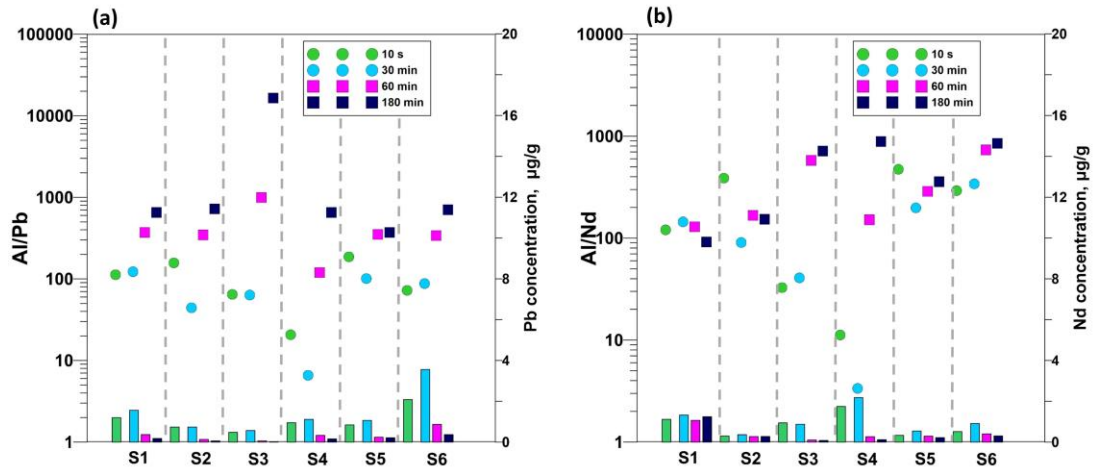 (a)
100000
10000
1000
100
10
1
Al/Pb
10 s
30 min
60 min
180 min
20
16
12
8
4
0
Pb concentration, µg/g
S1 S2 S3 S4 S5 S6
(b)
10000
1000
100
10
1
Al/Nd
10 s
30 min
60 min
180 min
20
16
12
8
4
0
Nd concentration, µg/g
S1 S2 S3 S4 S5 S6